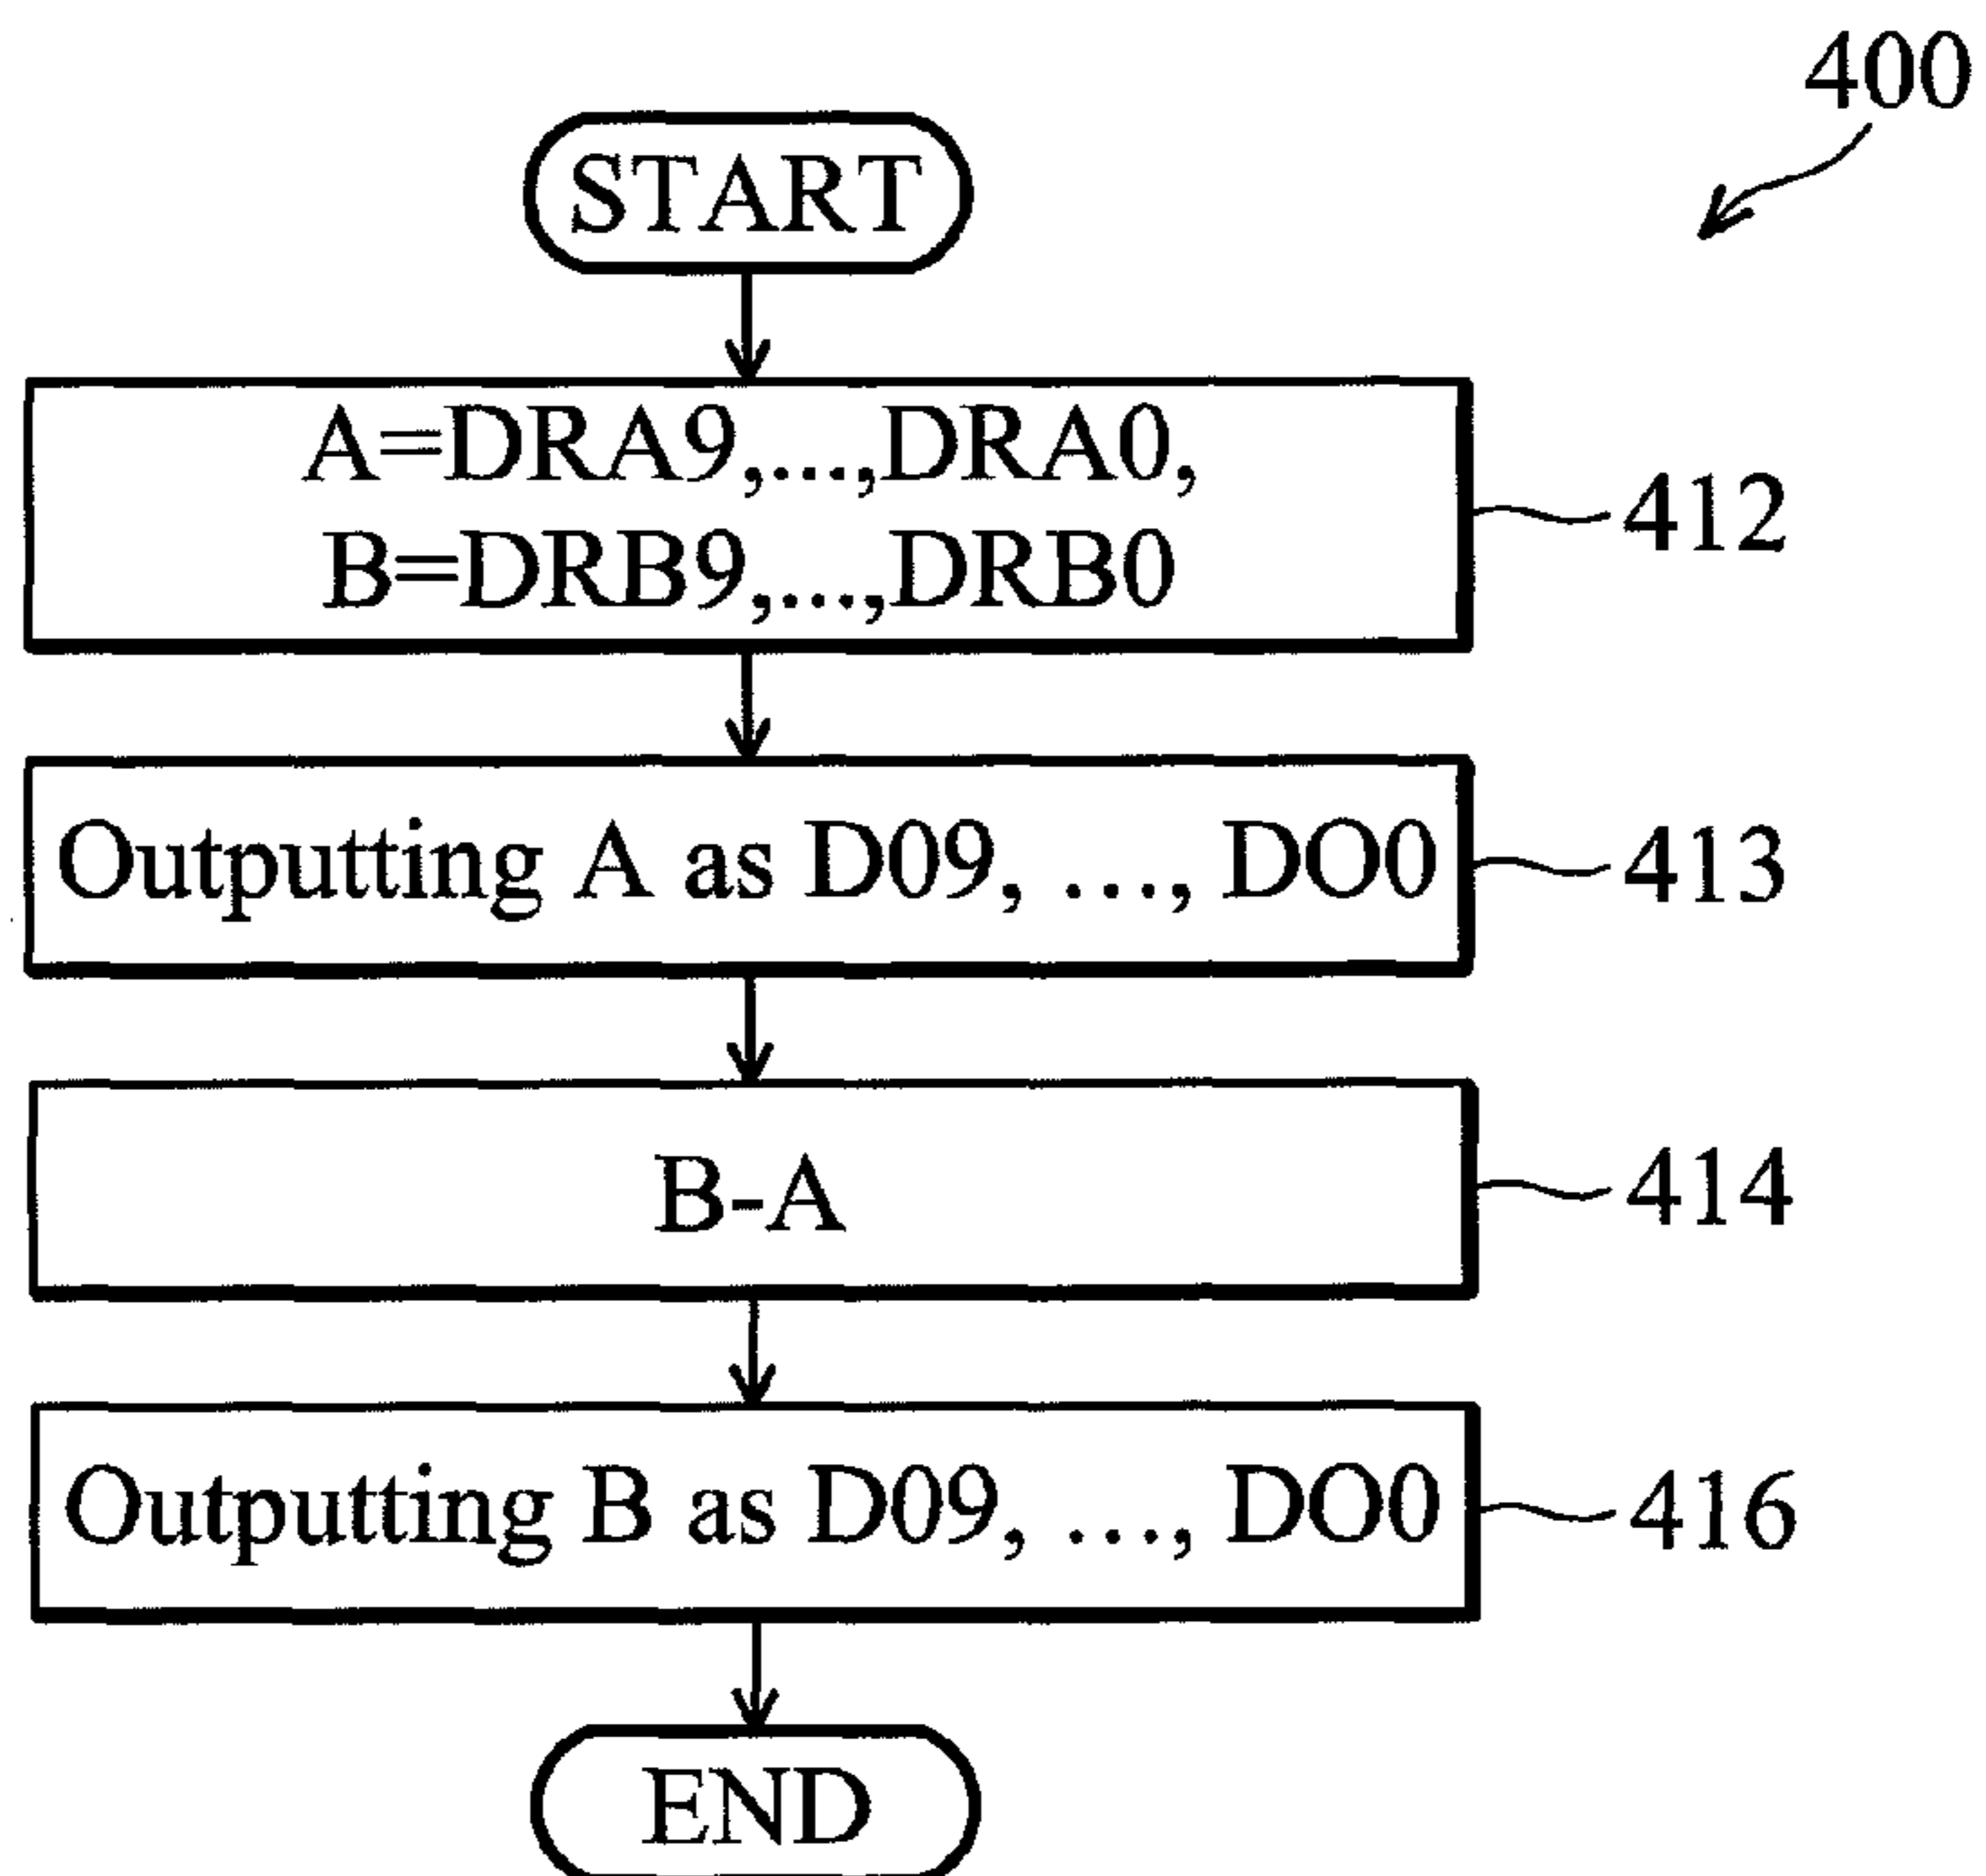 400
START
A=DRA9,...,DRA0,
B=DRB9,...,DRB0
412
Outputting A as D09, ..., DO0
413
B-A
414
Outputting B as D09, ..., DO0
416
END